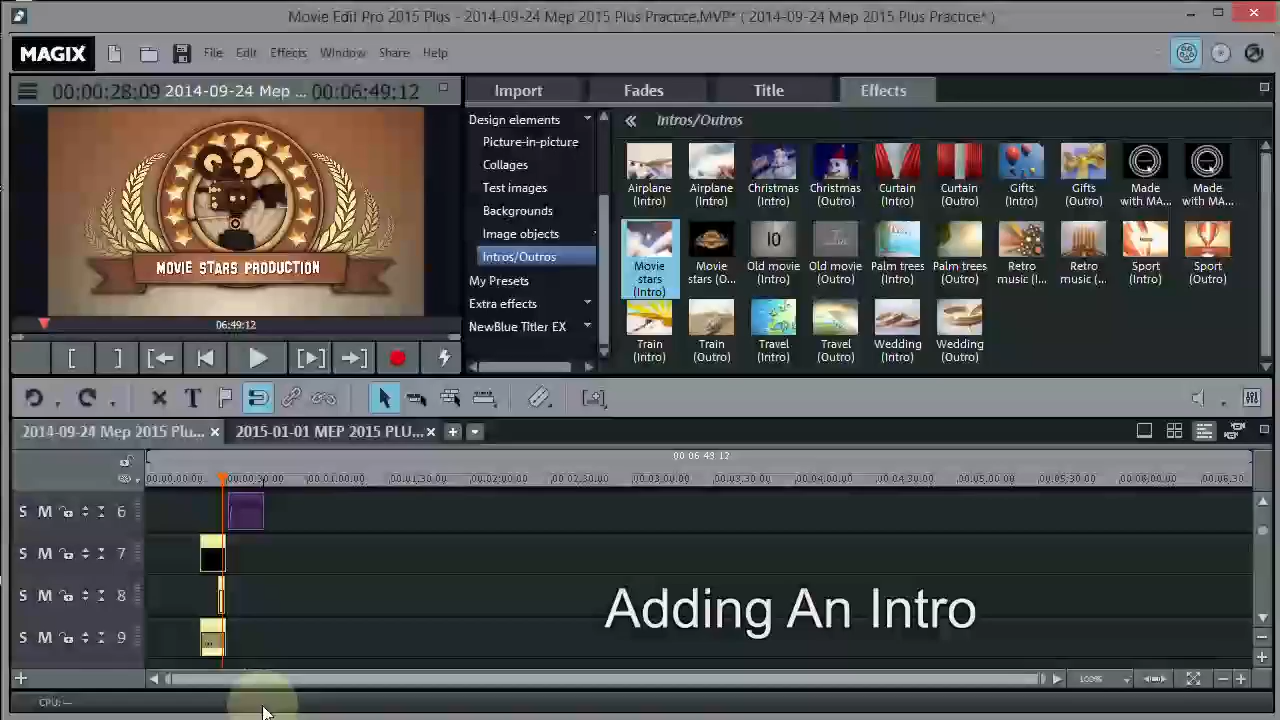 Movie Edit Pro 2015 Plus - 2014-09-24 Mep 2015 Plus Practice.MVP* ( 2014-09-24 Mep 2015 Plus Practice* )
MAGIX File Edit Effects Window Share Help
00:00:28:09 2014-09-24 Mep ... 00:06:49:12
Import Fades Title Effects
Design elements
Picture-in-picture
Collages
Test images
Backgrounds
Image objects
Intros/Outros
My Presets
Extra effects
NewBlue Titler EX
Intros/Outros
Airplane (Intro)
Airplane (Outro)
Christmas (Intro)
Christmas (Outro)
Curtain (Intro)
Curtain (Outro)
Gifts (Intro)
Gifts (Outro)
Made with MA...
Made with MA...
Movie stars (Intro)
Movie stars (O...
Old movie (Intro)
Old movie (Outro)
Palm trees (Intro)
Palm trees (Outro)
Retro music (I...
Retro music (...
Sport (Intro)
Sport (Outro)
Train (Intro)
Train (Outro)
Travel (Intro)
Travel (Outro)
Wedding (Intro)
Wedding (Outro)
MOVIE STARS PRODUCTION
06:49:12
2014-09-24 Mep 2015 Plu... 2015-01-01 MEP 2015 PLU...
00:06:49:12
S M 6
S M 7
S M 8
S M 9
Adding An Intro
100%
CPU: —